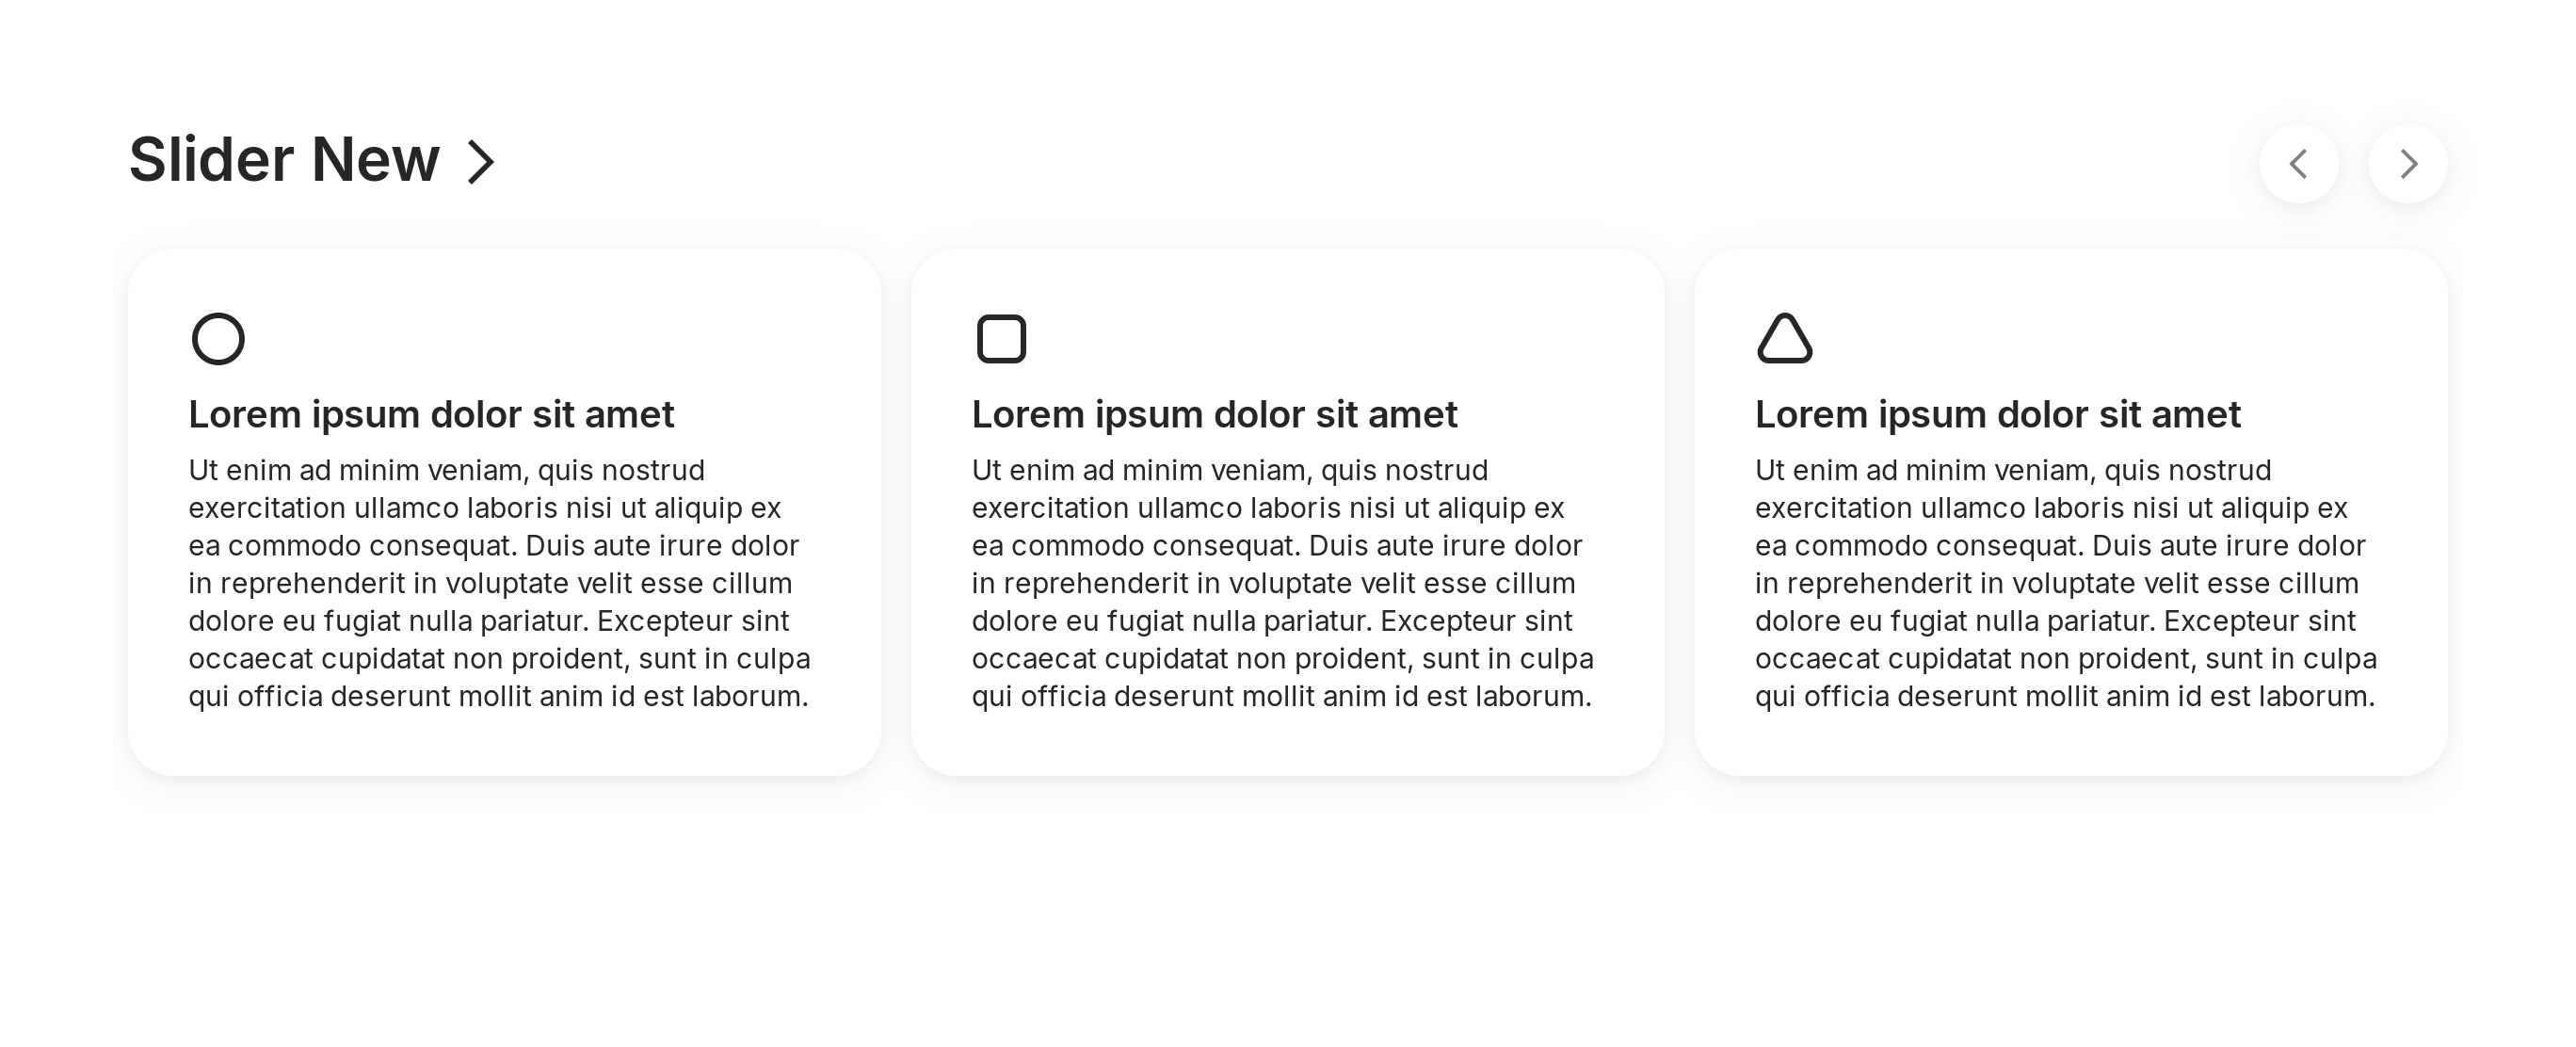 Slider New
Lorem ipsum dolor sit amet
Ut enim ad minim veniam, quis nostrud
exercitation ullamco laboris nisi ut aliquip ex
ea commodo consequat. Duis aute irure dolor
in reprehenderit in voluptate velit esse cillum
dolore eu fugiat nulla pariatur. Excepteur sint
occaecat cupidatat non proident, sunt in culpa
qui officia deserunt mollit anim id est laborum.
Lorem ipsum dolor sit amet
Ut enim ad minim veniam, quis nostrud
exercitation ullamco laboris nisi ut aliquip ex
ea commodo consequat. Duis aute irure dolor
in reprehenderit in voluptate velit esse cillum
dolore eu fugiat nulla pariatur. Excepteur sint
occaecat cupidatat non proident, sunt in culpa
qui officia deserunt mollit anim id est laborum.
Lorem ipsum dolor sit amet
Ut enim ad minim veniam, quis nostrud
exercitation ullamco laboris nisi ut aliquip ex
ea commodo consequat. Duis aute irure dolor
in reprehenderit in voluptate velit esse cillum
dolore eu fugiat nulla pariatur. Excepteur sint
occaecat cupidatat non proident, sunt in culpa
qui officia deserunt mollit anim id est laborum.